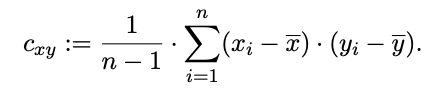 c_{xy} := \frac{1}{n-1} \cdot \sum_{i=1}^{n} (x_i - \overline{x}) \cdot (y_i - \overline{y}).